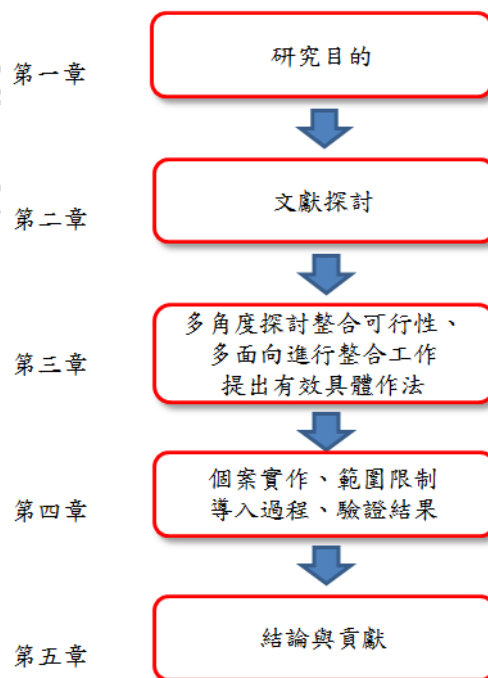 第一章
研究目的
第二章
文獻探討
第三章
多角度探討整合可行性、
多面向進行整合工作
提出有效具體作法
第四章
個案實作、範圍限制
導入過程、驗證結果
第五章
結論與貢獻